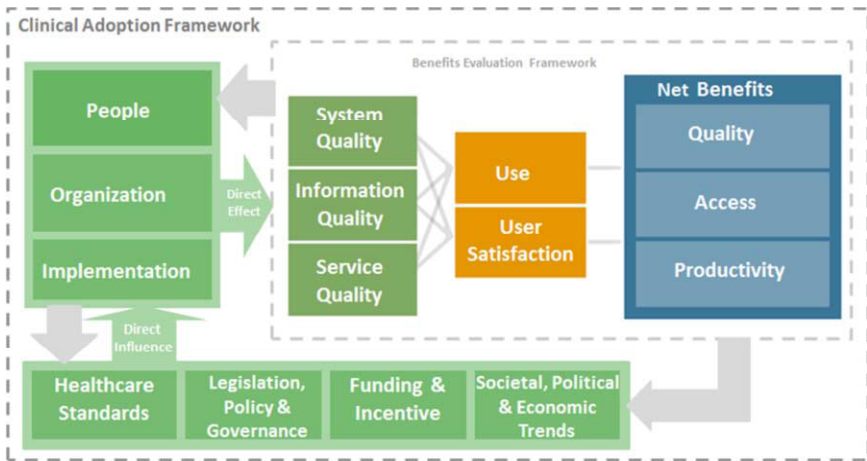 Clinical Adoption Framework
Benefits Evaluation Framework
People
Organization
Implementation
Direct
Effect
System
Quality
Information
Quality
Service
Quality
Use
User
Satisfaction
Net Benefits
Quality
Access
Productivity
Direct
Influence
Healthcare
Standards
Legislation,
Policy &
Governance
Funding &
Incentive
Societal, Political
& Economic
Trends